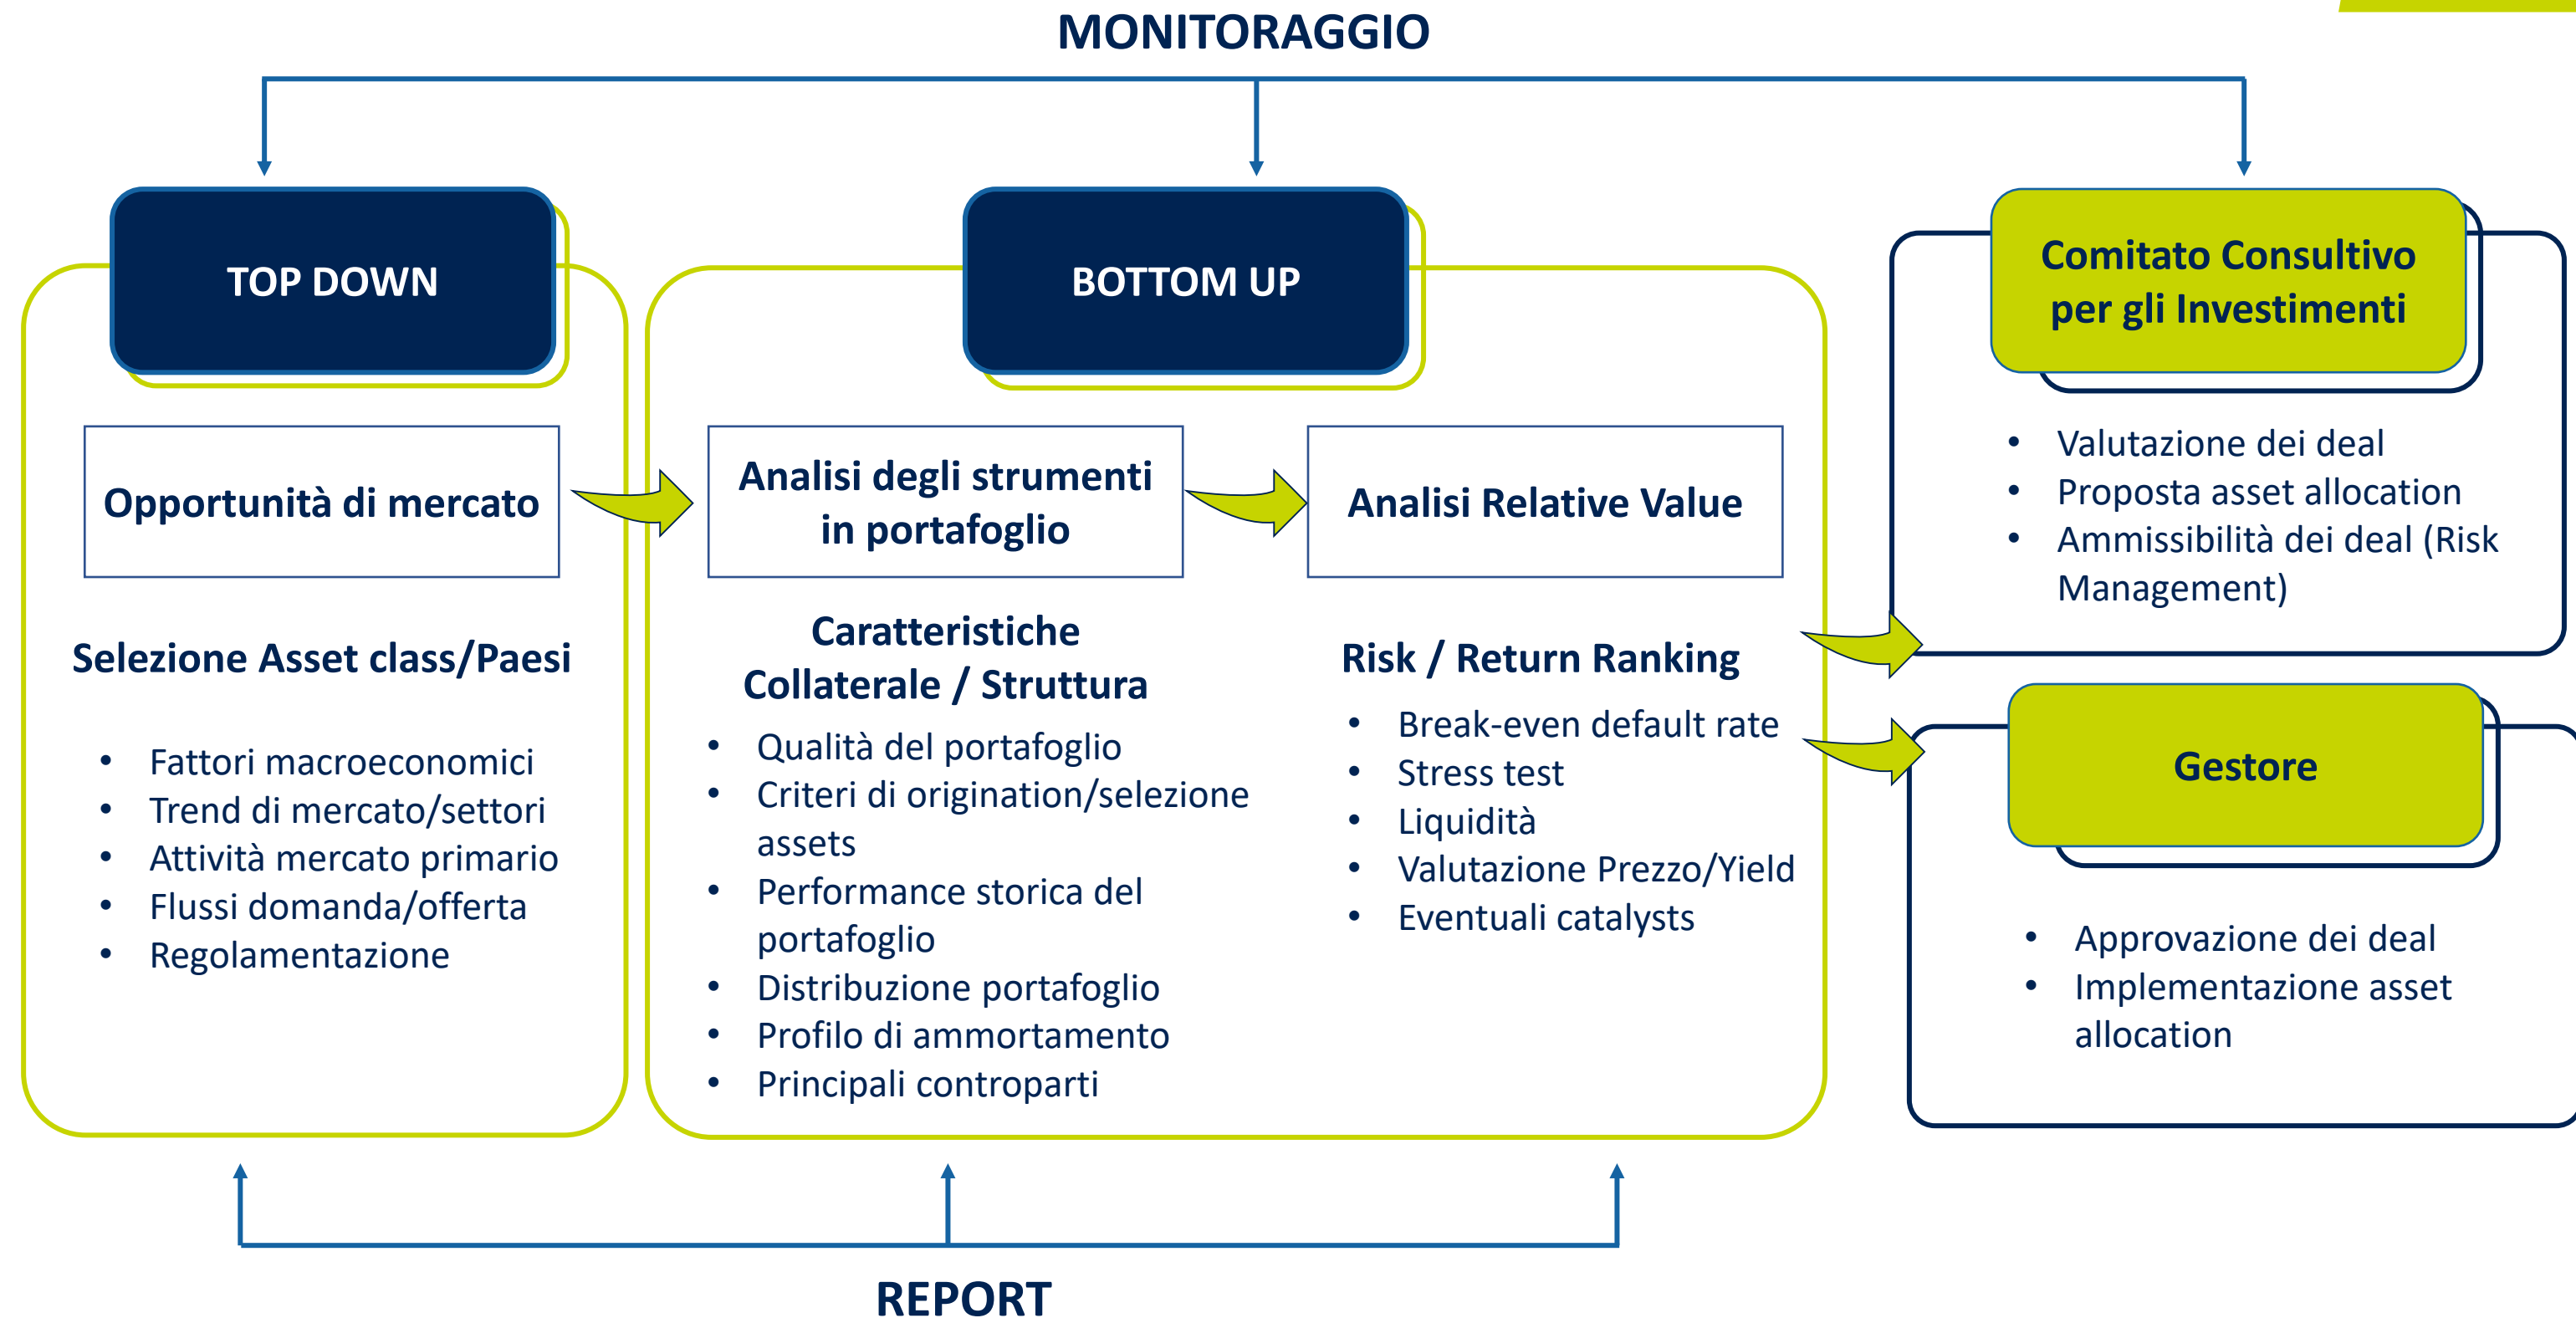 MONITORAGGIO
TOP DOWN
Opportunità di mercato
Selezione Asset class/Paesi
• Fattori macroeconomici
• Trend di mercato/settori
• Attività mercato primario
• Flussi domanda/offerta
• Regolamentazione
BOTTOM UP
Analisi degli strumenti
in portafoglio
Caratteristiche
Collaterale / Struttura
• Qualità del portafoglio
• Criteri di origination/selezione
assets
• Performance storica del
portafoglio
• Distribuzione portafoglio
• Profilo di ammortamento
• Principali controparti
Analisi Relative Value
Risk / Return Ranking
• Break-even default rate
• Stress test
• Liquidità
• Valutazione Prezzo/Yield
• Eventuali catalysts
Comitato Consultivo
per gli Investimenti
• Valutazione dei deal
• Proposta asset allocation
• Ammissibilità dei deal (Risk
Management)
Gestore
• Approvazione dei deal
• Implementazione asset
allocation
REPORT